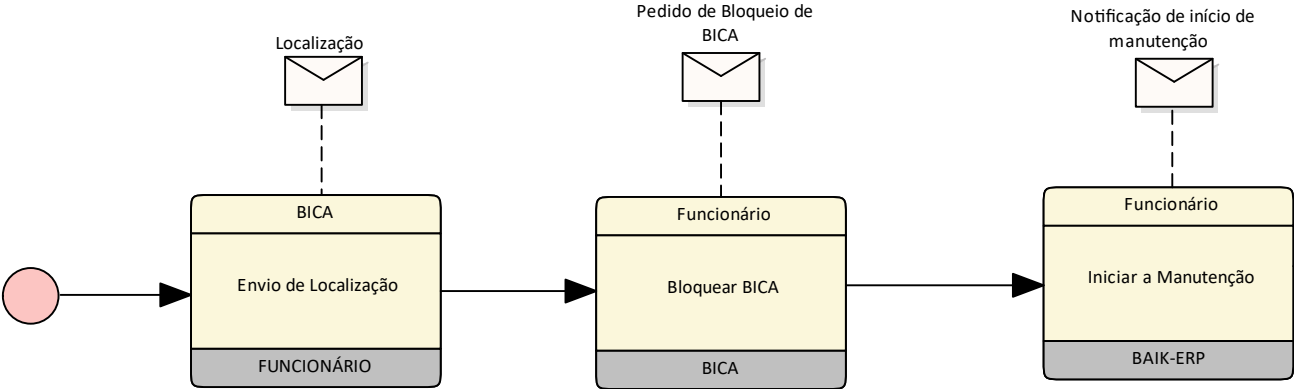 Localização
Pedido de Bloqueio de
BICA
Notificação de início de
manutenção
BICA
Envio de Localização
FUNCIONÁRIO
Funcionário
Bloquear BICA
BICA
Funcionário
Iniciar a Manutenção
BAIK-ERP